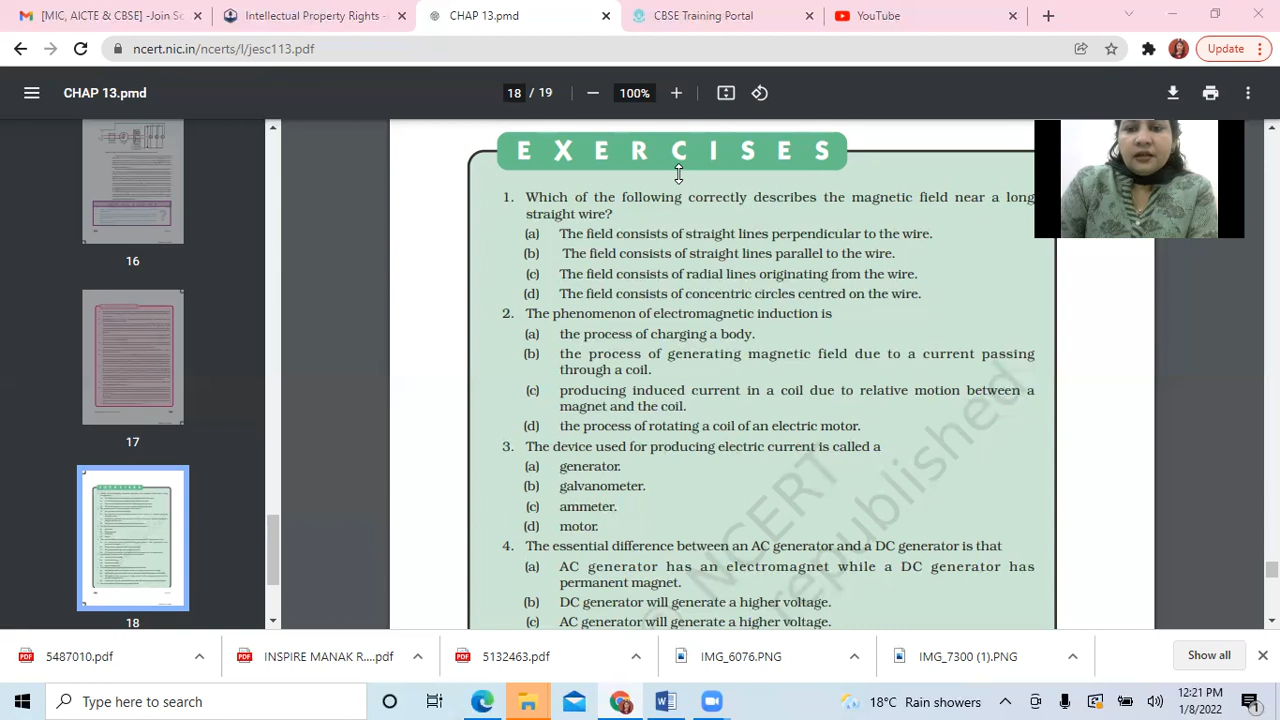 [MIC, AICTE & CBSE] -Join S
Intellectual Property Rights -
CHAP 13.pmd
CBSE Training Portal
YouTube
ncert.nic.in/ncerts/l/jesc113.pdf
Update
CHAP 13.pmd
18 / 19
100%
16
17
18
EXERCISES
1. Which of the following correctly describes the magnetic field near a long
straight wire?
(a) The field consists of straight lines perpendicular to the wire.
(b) The field consists of straight lines parallel to the wire.
(c) The field consists of radial lines originating from the wire.
(d) The field consists of concentric circles centred on the wire.
2. The phenomenon of electromagnetic induction is
(a) the process of charging a body.
(b) the process of generating magnetic field due to a current passing
through a coil.
(c) producing induced current in a coil due to relative motion between a
magnet and the coil.
(d) the process of rotating a coil of an electric motor.
3. The device used for producing electric current is called a
(a) generator.
(b) galvanometer.
(c) ammeter.
(d) motor.
4. The essential difference between an AC generator and a DC generator is that
(a) AC generator has an electromagnet while a DC generator has
permanent magnet.
(b) DC generator will generate a higher voltage.
(c) AC generator will generate a higher voltage.
© NCERT
republished
5487010.pdf
INSPIRE MANAK R....pdf
5132463.pdf
IMG_6076.PNG
IMG_7300 (1).PNG
Show all
Type here to search
18°C Rain showers
12:21 PM
1/8/2022